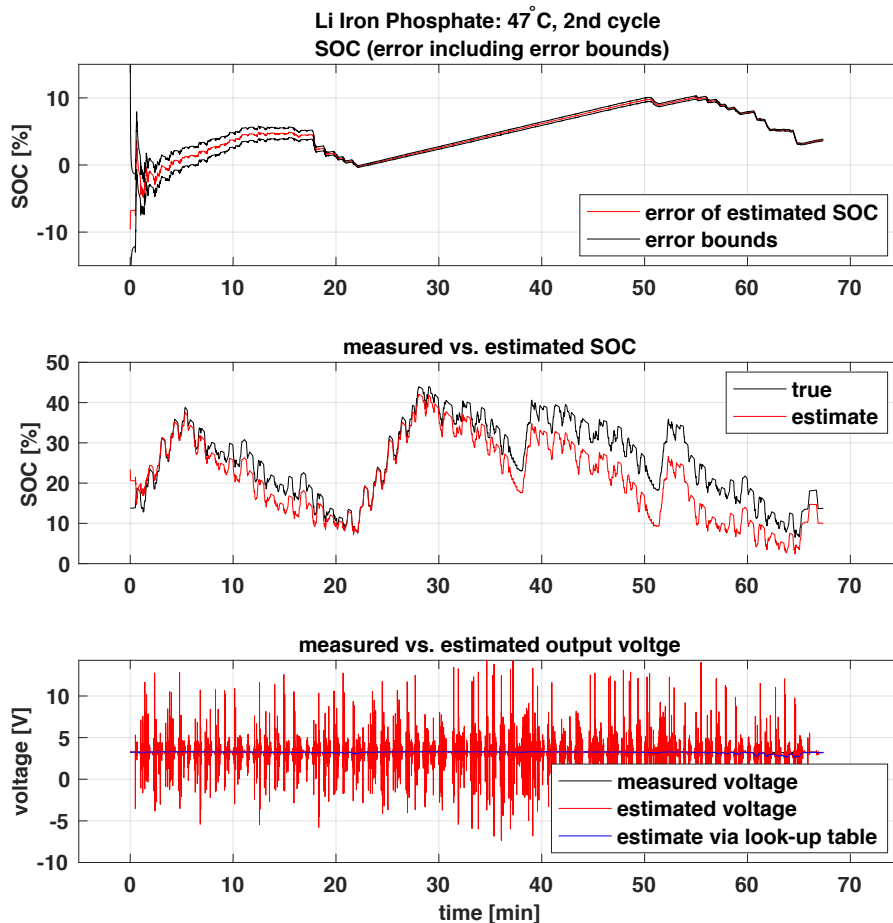 Li Iron Phosphate: 47°C, 2nd cycle
SOC (error including error bounds)
10
0
-10
SOC [%]
error of estimated SOC
error bounds
0 10 20 30 40 50 60 70
measured vs. estimated SOC
50
40
30
20
10
0
SOC [%]
true
estimate
0 10 20 30 40 50 60 70
measured vs. estimated output voltge
10
5
0
-5
-10
voltage [V]
measured voltage
estimated voltage
estimate via look-up table
0 10 20 30 40 50 60 70
time [min]